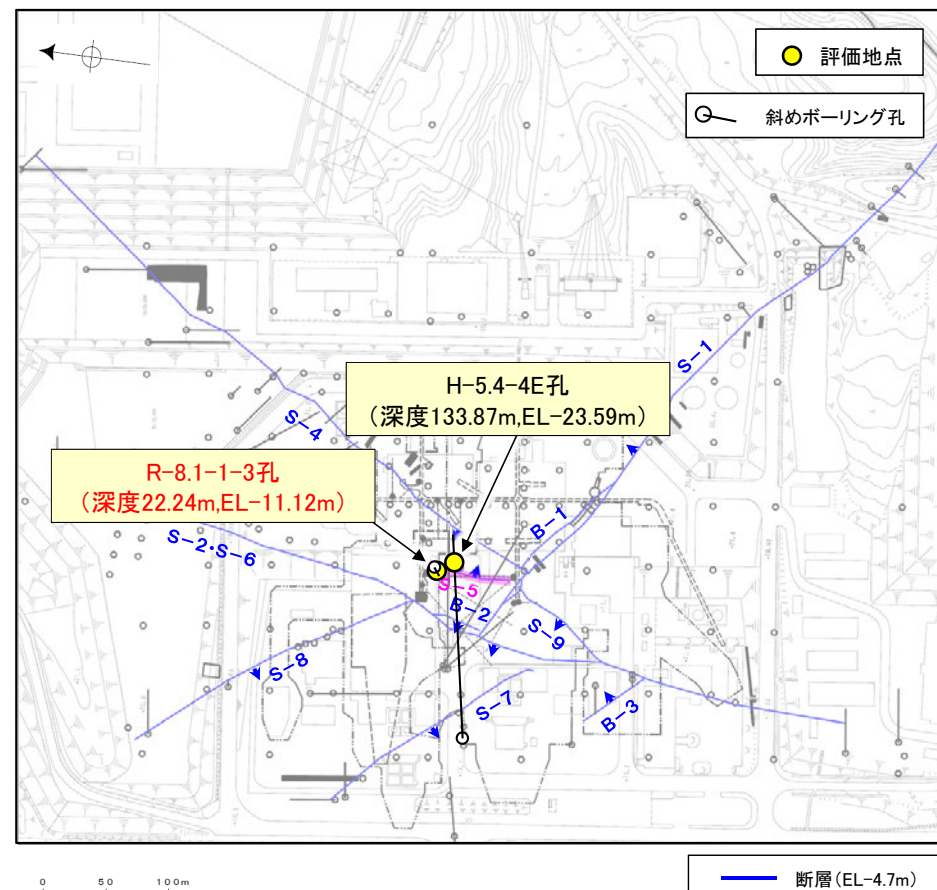 評価地点
斜めボーリング孔
S-1
H-5.4-4E孔
(深度133.87m,EL-23.59m)
S-4
R-8.1-1-3孔
(深度22.24m,EL-11.12m)
B-1
S-2・S-6
S-5
B-2
S-9
S-8
S-7
B-3
0 50 100m
断層(EL-4.7m)